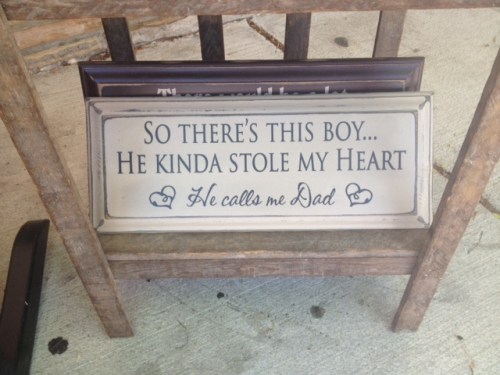 SO THERE'S THIS BOY...
HE KINDA STOLE MY HEART
He calls me Dad